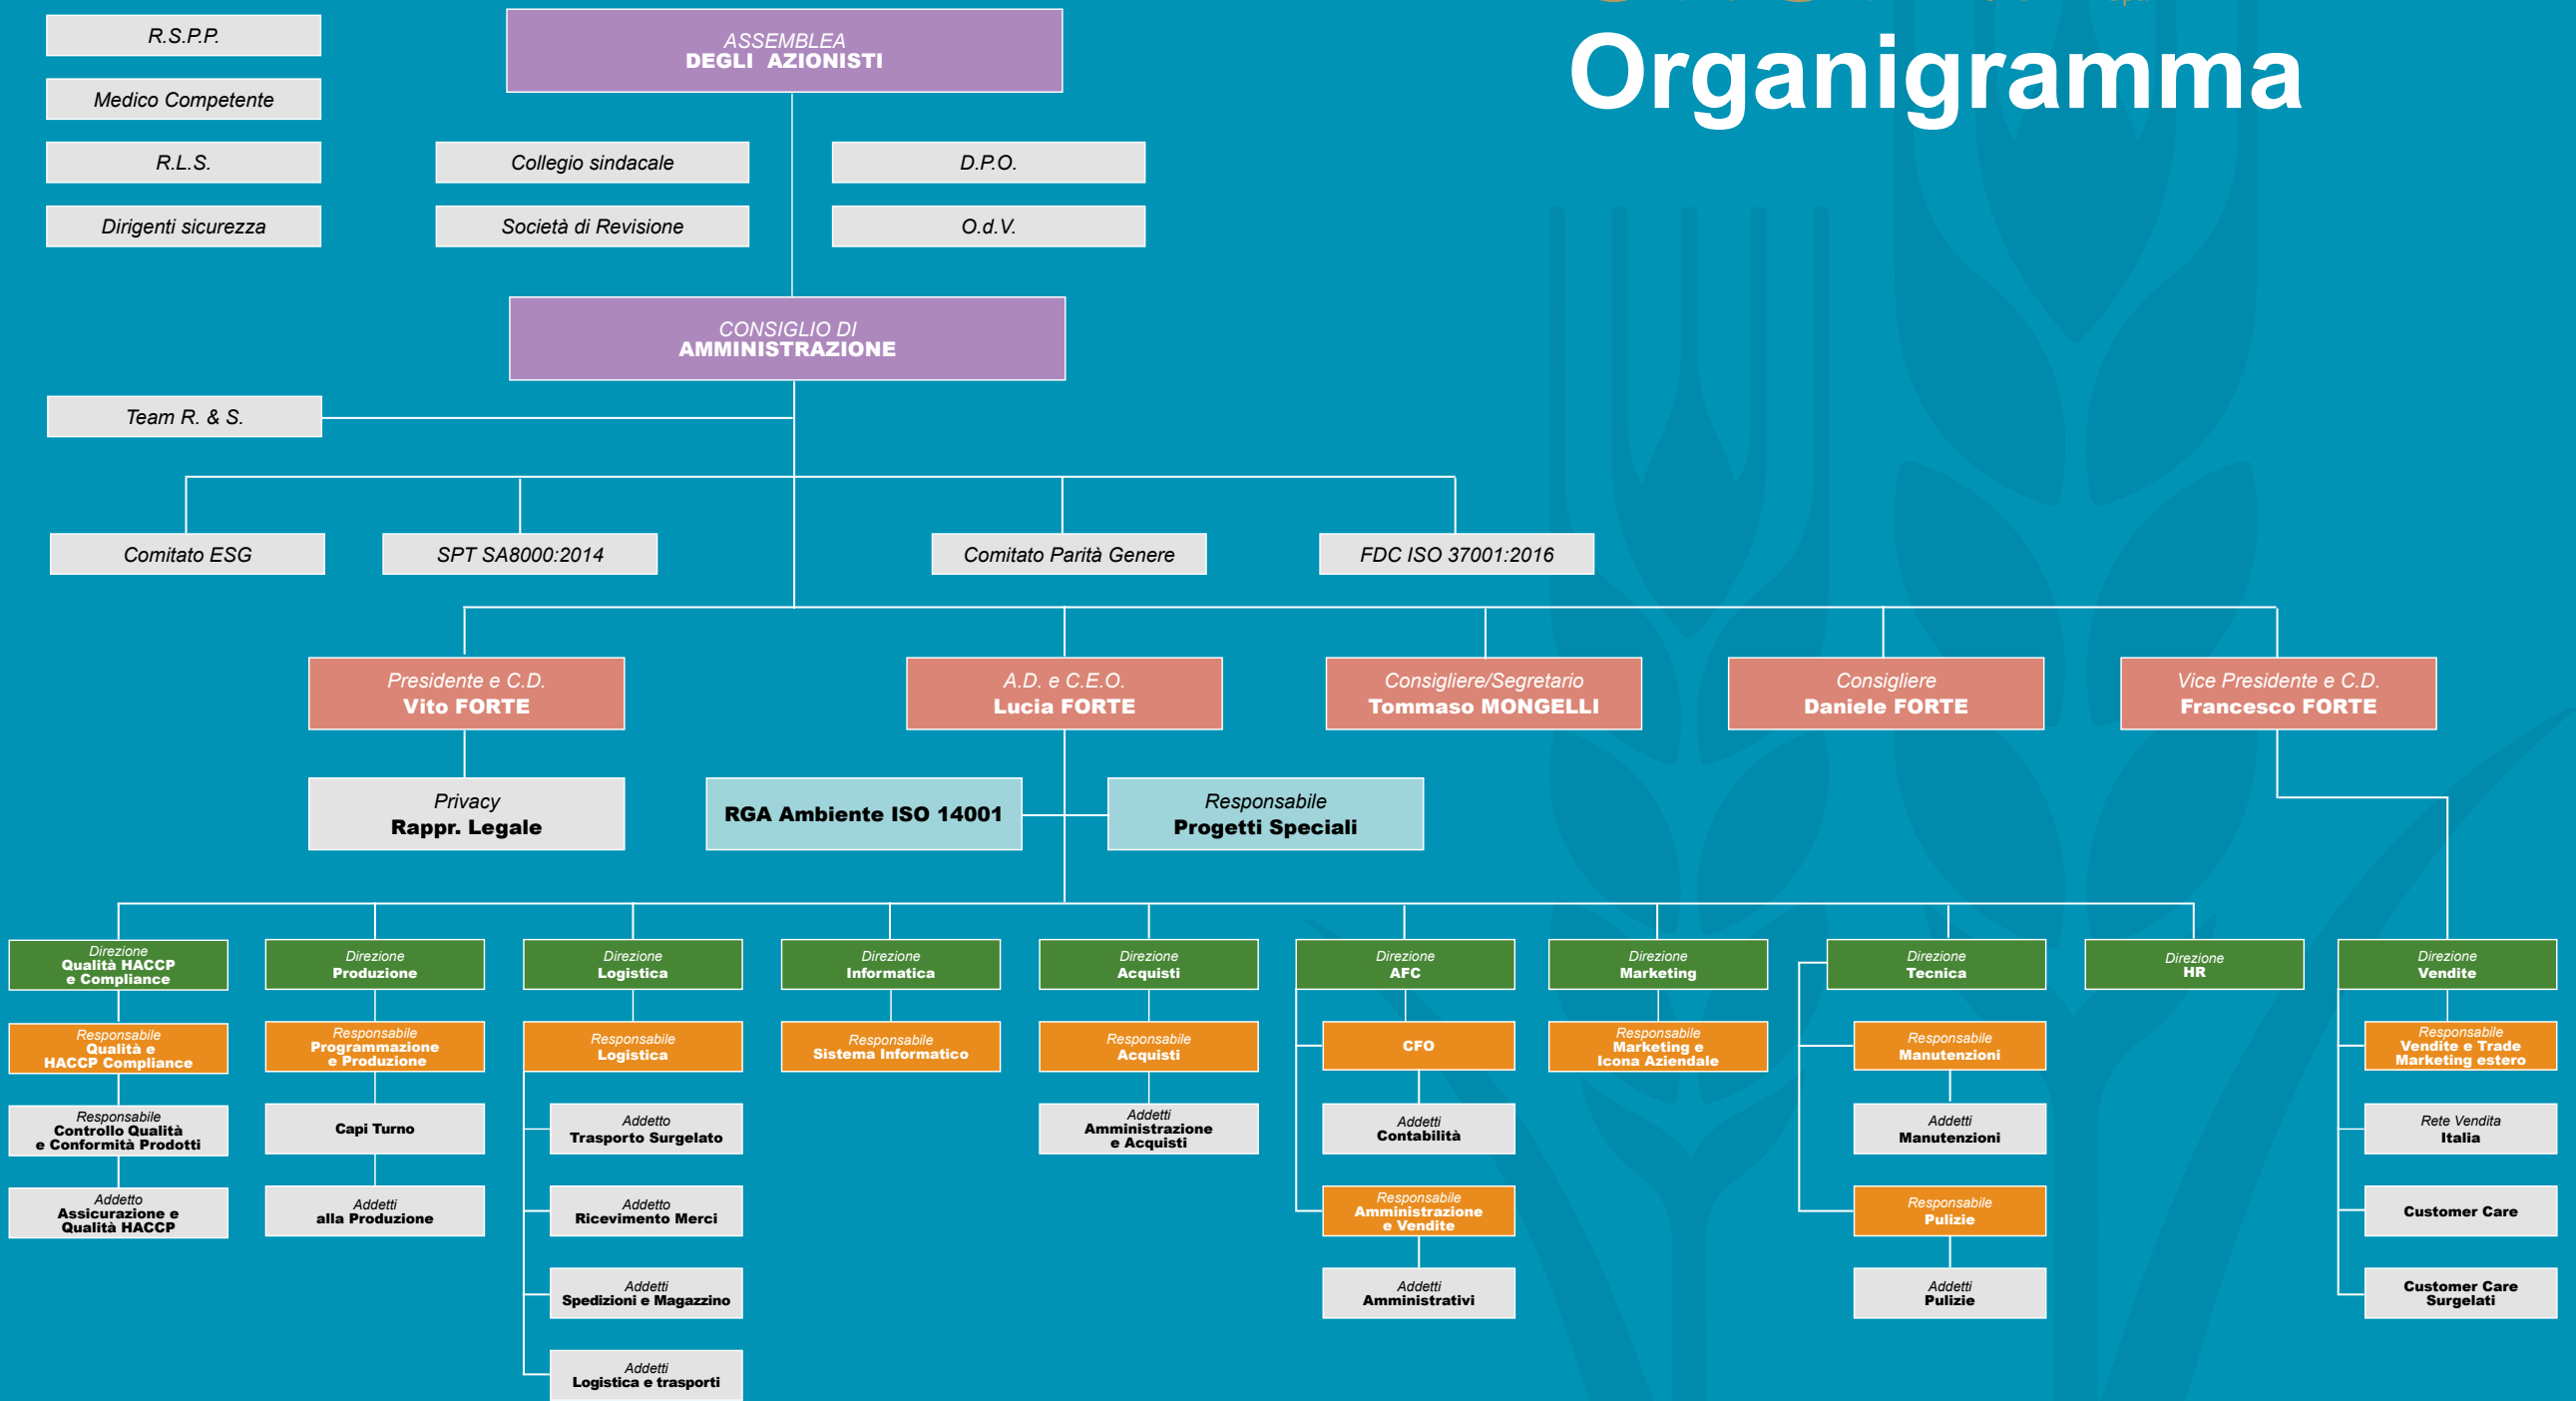 Organigramma
R.S.P.P.
ASSEMBLEA
DEGLI AZIONISTI
Medico Competente
R.L.S.
Collegio sindacale
D.P.O.
Dirigenti sicurezza
Società di Revisione
O.d.V.
CONSIGLIO DI
AMMINISTRAZIONE
Team R. & S.
Comitato ESG
SPT SA8000:2014
Comitato Parità Genere
FDC ISO 37001:2016
Presidente e C.D.
Vito FORTE
A.D. e C.E.O.
Lucia FORTE
Consigliere/Segretario
Tommaso MONGELLI
Consigliere
Daniele FORTE
Vice Presidente e C.D.
Francesco FORTE
Privacy
Rappr. Legale
RGA Ambiente ISO 14001
Responsabile
Progetti Speciali
Direzione
Qualità HACCP
e Compliance
Direzione
Produzione
Direzione
Logistica
Direzione
Informatica
Direzione
Acquisti
Direzione
AFC
Direzione
Marketing
Direzione
Tecnica
Direzione
HR
Direzione
Vendite
Responsabile
Qualità e
HACCP Compliance
Responsabile
Programmazione
e Produzione
Responsabile
Logistica
Responsabile
Sistema Informatico
Responsabile
Acquisti
CFO
Responsabile
Marketing e
Icona Aziendale
Responsabile
Manutenzioni
Responsabile
Vendite e Trade
Marketing estero
Responsabile
Controllo Qualità
e Conformità Prodotti
Capi Turno
Addetto
Trasporto Surgelato
Addetti
Amministrazione
e Acquisti
Addetti
Contabilità
Addetti
Manutenzioni
Rete Vendita
Italia
Addetto
Assicurazione e
Qualità HACCP
Addetti
alla Produzione
Addetto
Ricevimento Merci
Responsabile
Amministrazione
e Vendite
Responsabile
Pulizie
Customer Care
Addetti
Spedizioni e Magazzino
Addetti
Amministrativi
Addetti
Pulizie
Customer Care
Surgelati
Addetti
Logistica e trasporti